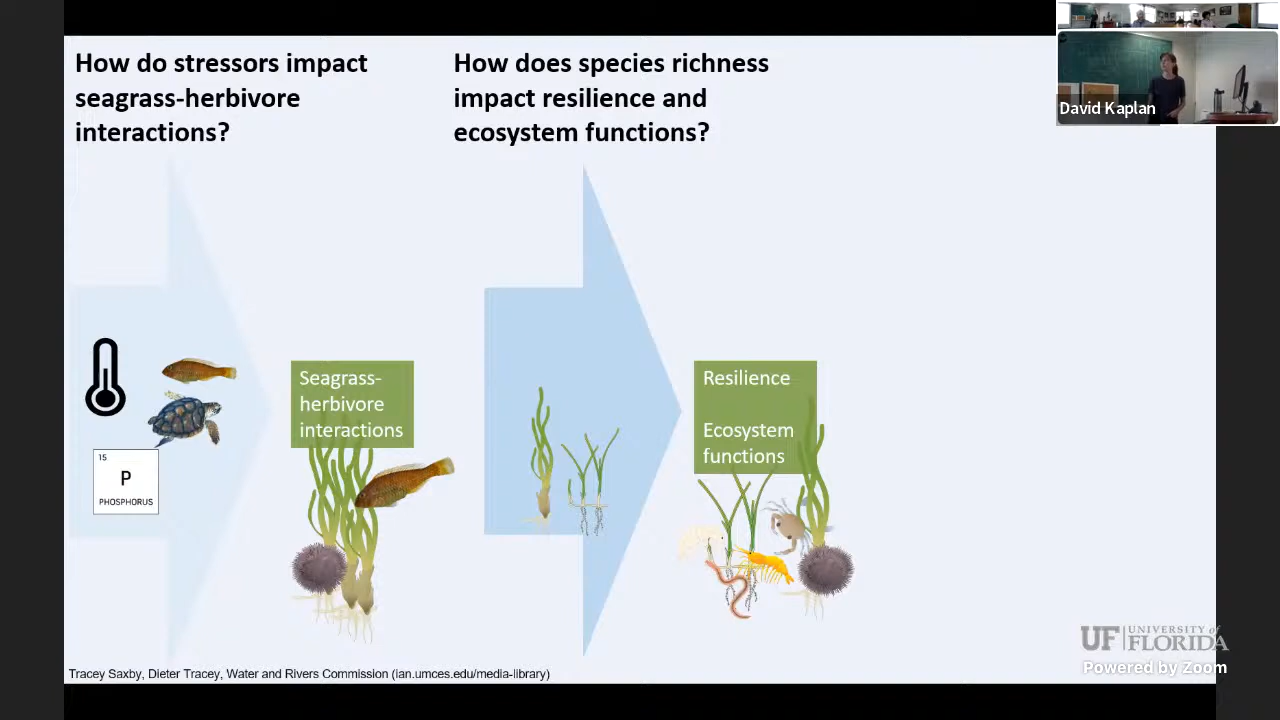 How do stressors impact
seagrass-herbivore
interactions?
How does species richness
impact resilience and
ecosystem functions?
David Kaplan
15
P
PHOSPHORUS
Seagrass-
herbivore
interactions
Resilience
Ecosystem
functions
UF UNIVERSITY of
FLORIDA
Powered by Zoom
Tracey Saxby, Dieter Tracey, Water and Rivers Commission (ian.umces.edu/media-library)